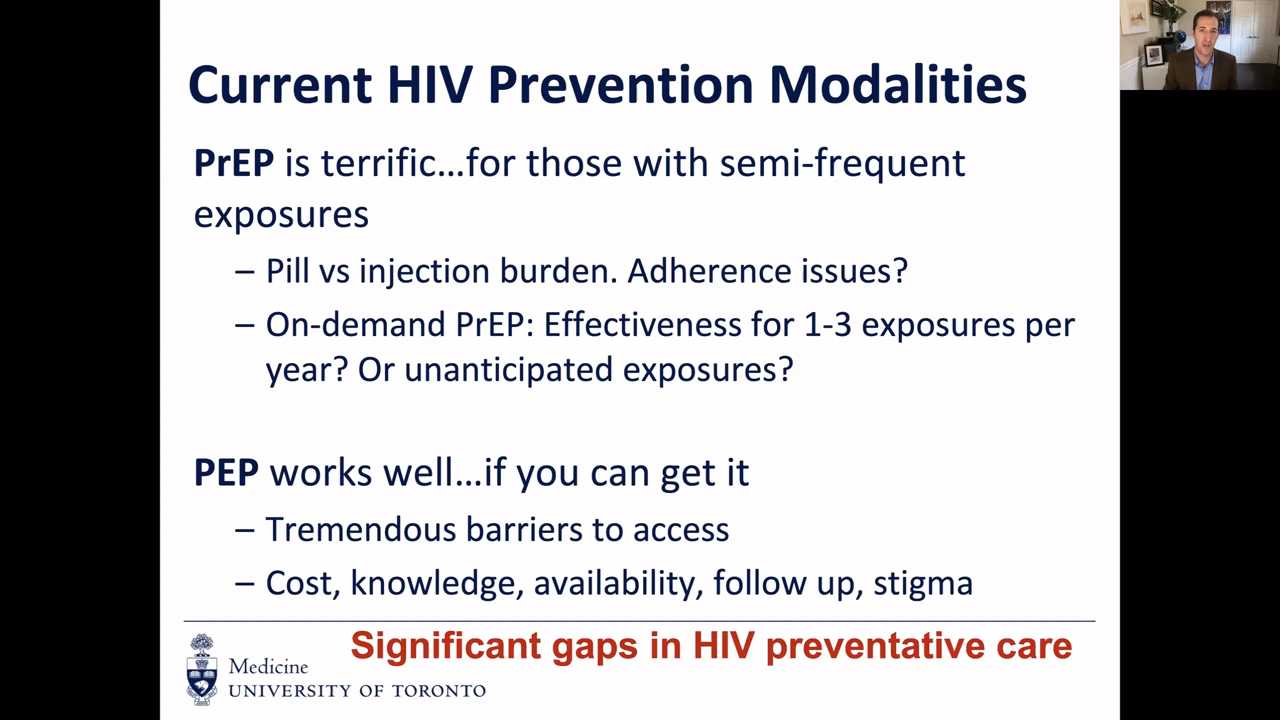 Current HIV Prevention Modalities
PrEP is terrific...for those with semi-frequent
exposures
– Pill vs injection burden. Adherence issues?
– On-demand PrEP: Effectiveness for 1-3 exposures per
year? Or unanticipated exposures?
PEP works well...if you can get it
– Tremendous barriers to access
– Cost, knowledge, availability, follow up, stigma
Significant gaps in HIV preventative care
Medicine
UNIVERSITY OF TORONTO